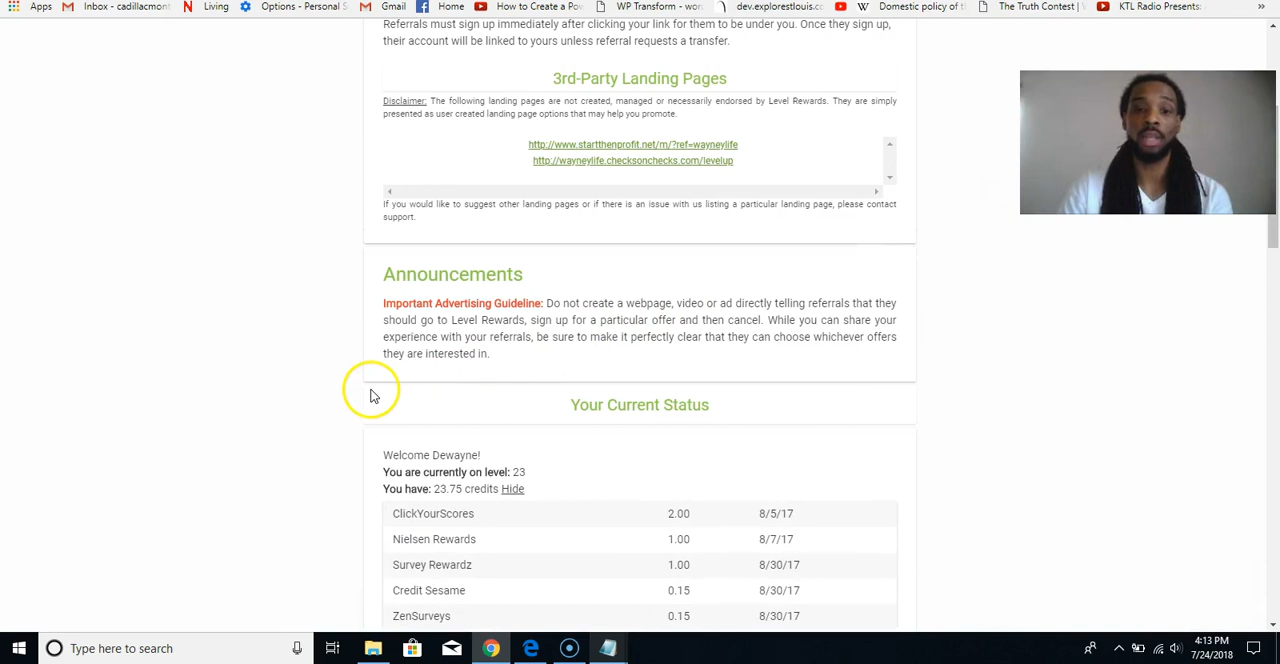 Apps
Inbox - cadillacmont
Living
Options - Personal S
Gmail
Home
How to Create a Pow
WP Transform - wor
dev.explorestlouis.co
Domestic policy of t
The Truth Contest |
KTL Radio Presents:
»
Referrals must sign up immediately after clicking your link for them to be under you. Once they sign up,
their account will be linked to yours unless referral requests a transfer.
3rd-Party Landing Pages
Disclaimer: The following landing pages are not created, managed or necessarily endorsed by Level Rewards. They are simply
presented as user created landing page options that may help you promote.
http://www.startthenprofit.net/m/?ref=wayneylife
http://wayneylife.checksonchecks.com/levelup
If you would like to suggest other landing pages or if there is an issue with us listing a particular landing page, please contact
support.
Announcements
Important Advertising Guideline: Do not create a webpage, video or ad directly telling referrals that they
should go to Level Rewards, sign up for a particular offer and then cancel. While you can share your
experience with your referrals, be sure to make it perfectly clear that they can choose whichever offers
they are interested in.
Your Current Status
Welcome Dewayne!
You are currently on level: 23
You have: 23.75 credits Hide
ClickYourScores 2.00 8/5/17
Nielsen Rewards 1.00 8/7/17
Survey Rewardz 1.00 8/30/17
Credit Sesame 0.15 8/30/17
ZenSurveys 0.15 8/30/17
Type here to search
4:13 PM
7/24/2018